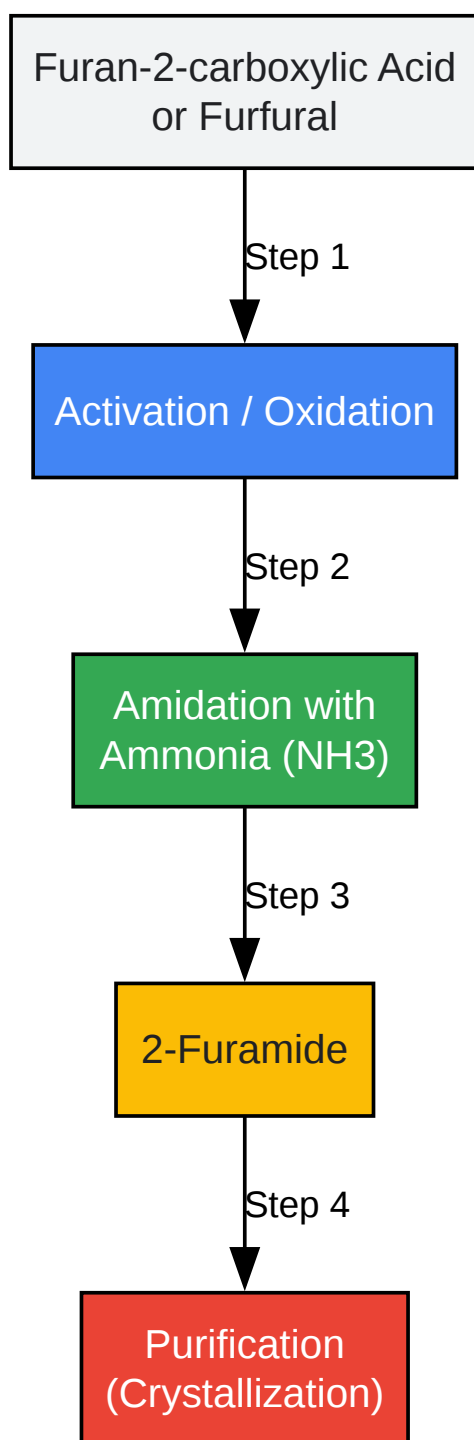 Furan-2-carboxylic Acid
or Furfural
Step 1
Activation / Oxidation
Step 2
Amidation with
Ammonia (NH3)
Step 3
2-Furamide
Step 4
Purification
(Crystallization)